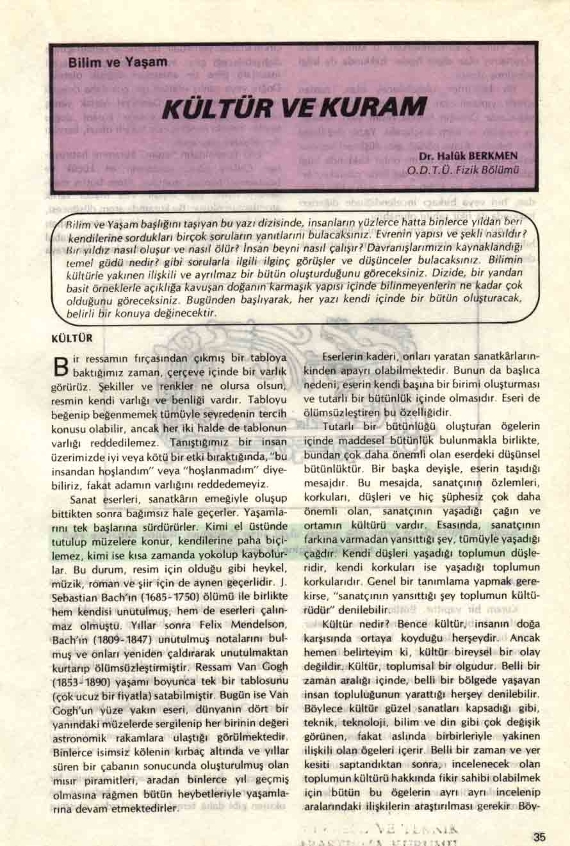 Bilim ve Yaşam
KÜLTÜR VE KURAM
Dr. Halûk BERKMEN
O.D.T.Ü. Fizik Bölümü
Bilim ve Yaşam başlığını taşıyan bu yazı dizisinde, insanların yüzlerce hatta binlerce yıldan beri
kendilerine sordukları birçok soruların yanıtlarını bulacaksınız. Evrenin yapısı ve şekli nasıldır?
Bir yıldız nasıl oluşur ve nasıl ölür? İnsan beyni nasıl çalışır? Davranışlarımızın kaynaklandığı
temel güdü nedir? gibi sorularla ilgili ilginç görüşler ve düşünceler bulacaksınız. Bilimin
kültürle yakınen ilişkili ve ayrılmaz bir bütün oluşturduğunu göreceksiniz. Dizide, bir yandan
basit örneklerle açıklığa kavuşan doğanın karmaşık yapısı içinde bilinmeyenlerin ne kadar çok
olduğunu göreceksiniz. Bugünden başlıyarak, her yazı kendi içinde bir bütün oluşturacak,
belirli bir konuya değinecektir.
KÜLTÜR
Bir ressamın fırçasından çıkmış bir tabloya
baktığımız zaman, çerçeve içinde bir varlık
görürüz. Şekiller ve renkler ne olursa olsun,
resmin kendi varlığı ve benliği vardır. Tabloyu
beğenip beğenmemek tümüyle seyredenin tercih
konusu olabilir, ancak her iki halde de tablonun
varlığı reddedilemez. Tanıştığımız bir insan
üzerimizde iyi veya kötü bir etki bıraktığında, "bu
insandan hoşlandım" veya "hoşlanmadım" diye-
biliriz, fakat adamın varlığını reddedemeyiz.
Sanat eserleri, sanatkârın emeğiyle oluşup
bittikten sonra bağımsız hale geçerler. Yaşamla-
rını tek başlarına sürdürürler. Kimi el üstünde
tutulup müzelere konur, kendilerine paha biçi-
lemez, kimi ise kısa zamanda yokolup kaybolur-
lar. Bu durum, resim için olduğu gibi heykel,
müzik, roman ve şiir için de aynen geçerlidir. J.
Sebastian Bach'ın (1685-1750) ölümü ile birlikte
hem kendisi unutulmuş, hem de eserleri çalın-
maz olmuştu. Yıllar sonra Felix Mendelson,
Bach'ın (1809-1847) unutulmuş notalarını bul-
muş ve onları yeniden çaldırarak unutulmaktan
kurtarıp ölümsüzleştirmiştir. Ressam Van Gogh
(1853-1890) yaşamı boyunca tek bir tablosunu
(çok ucuz bir fiyatla) satabilmiştir. Bugün ise Van
Gogh'un yüze yakın eseri, dünyanın dört bir
yanındaki müzelerde sergilenip her birinin değeri
astronomik rakamlara ulaştığı görülmektedir.
Binlerce isimsiz kölenin kırbaç altında ve yıllar
süren bir çabanın sonucunda oluşturulmuş olan
mısır piramitleri, aradan binlerce yıl geçmiş
olmasına rağmen bütün heybetleriyle yaşamla-
rına devam etmektedirler.
Eserlerin kaderi, onları yaratan sanatkârların-
kinden apayrı olabilmektedir. Bunun da başlıca
nedeni, eserin kendi başına bir birimi oluşturması
ve tutarlı bir bütünlük içinde olmasıdır. Eseri de
ölümsüzleştiren bu özelliğidir.
Tutarlı bir bütünlüğü oluşturan ögelerin
içinde maddesel bütünlük bulunmakla birlikte,
bundan çok daha önemli olan eserdeki düşünsel
bütünlüktür. Bir başka deyişle, eserin taşıdığı
mesajdır. Bu mesajda, sanatçının özlemleri,
korkuları, düşleri ve hiç şüphesiz çok daha
önemli olan, sanatçının yaşadığı çağın ve
ortamın kültürü vardır. Esasında, sanatçının
farkına varmadan yansıttığı şey, tümüyle yaşadığı
çağdır. Kendi düşleri yaşadığı toplumun düşle-
ridir, kendi korkuları ise yaşadığı toplumun
korkularıdır. Genel bir tanımlama yapmak gere-
kirse, "sanatçının yansıttığı şey toplumun kültü-
rüdür" denilebilir.
Kültür nedir? Bence kültür, insanın doğa
karşısında ortaya koyduğu herşeydir. Ancak
hemen belirteyim ki, kültür bireysel bir olay
değildir. Kültür, toplumsal bir olgudur. Belli bir
zaman aralığı içinde, belli bir bölgede yaşayan
insan topluluğunun yarattığı herşey denilebilir.
Böylece kültür güzel sanatları kapsadığı gibi,
teknik, teknoloji, bilim ve din gibi çok değişik
görünen, fakat aslında birbirleriyle yakinen
ilişkili olan ögeleri içerir. Belli bir zaman ve yer
kesiti saptandıktan sonra, incelenecek olan
toplumun kültürü hakkında fikir sahibi olabilmek
için bütün bu ögelerin ayrı ayrı incelenip
aralarındaki ilişkilerin araştırılması gerekir. Böy-
35